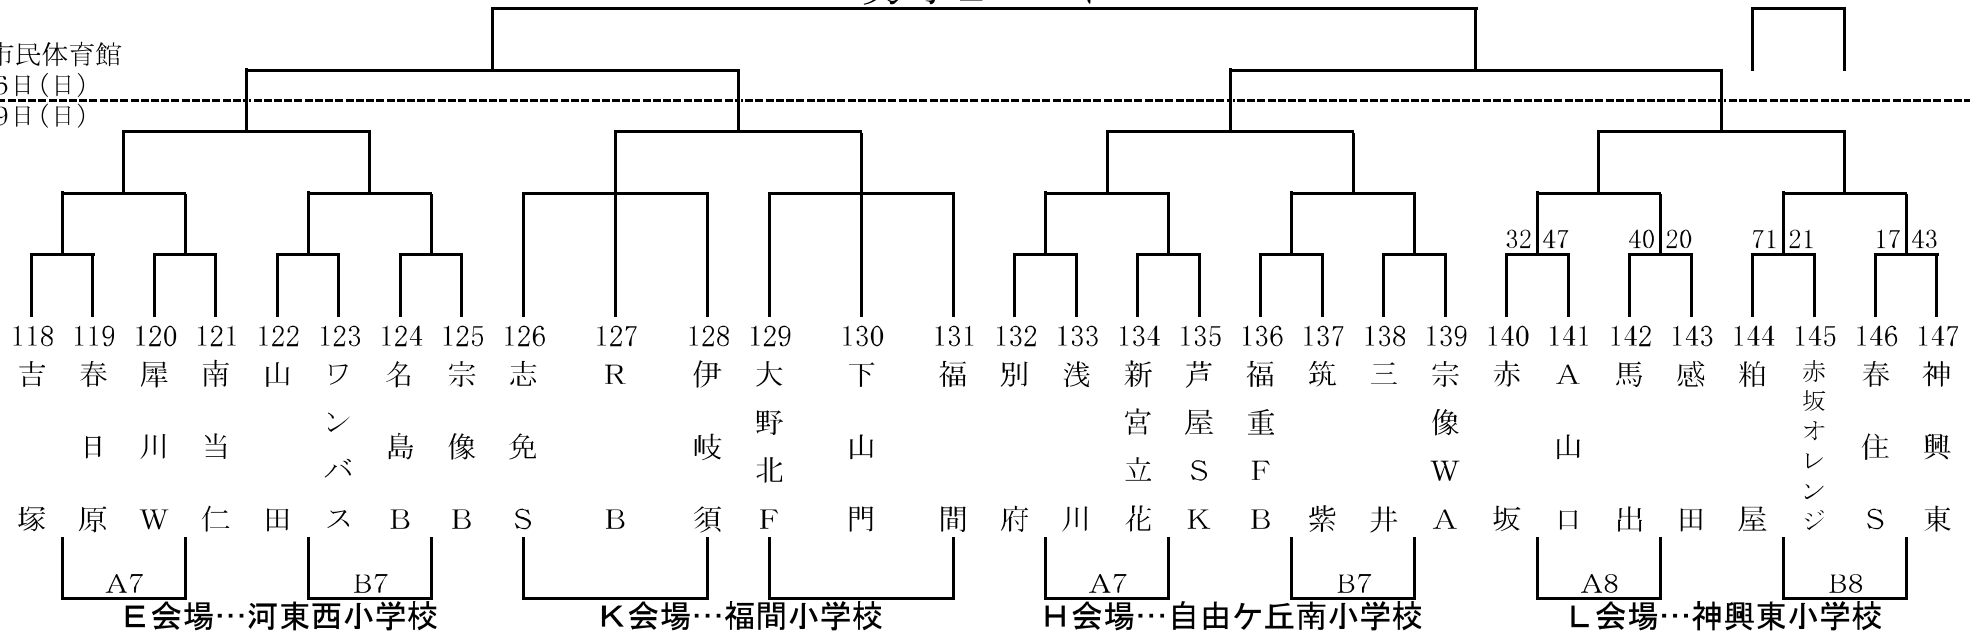 市民体育館
6日(日)
9日(日)
32 47 40 20 71 21 17 43
118 119 120 121 122 123 124 125 126 127 128 129 130 131 132 133 134 135 136 137 138 139 140 141 142 143 144 145 146 147
吉塚
春日原
犀川W
南当仁
山田
ワンバス
名島B
宗像B
志免S
RB
伊岐須
大野北F
下山門
福間
別府
浅川
新宮立花
芦屋SK
福重FB
筑紫
三井
宗像WA
赤坂
A山口
馬出
感田
粕屋
赤坂オレンジ
春住S
神興東
A7 B7 A7 B7 A8 B8
E会場…河東西小学校 K会場…福間小学校 H会場…自由ケ丘南小学校 L会場…神興東小学校